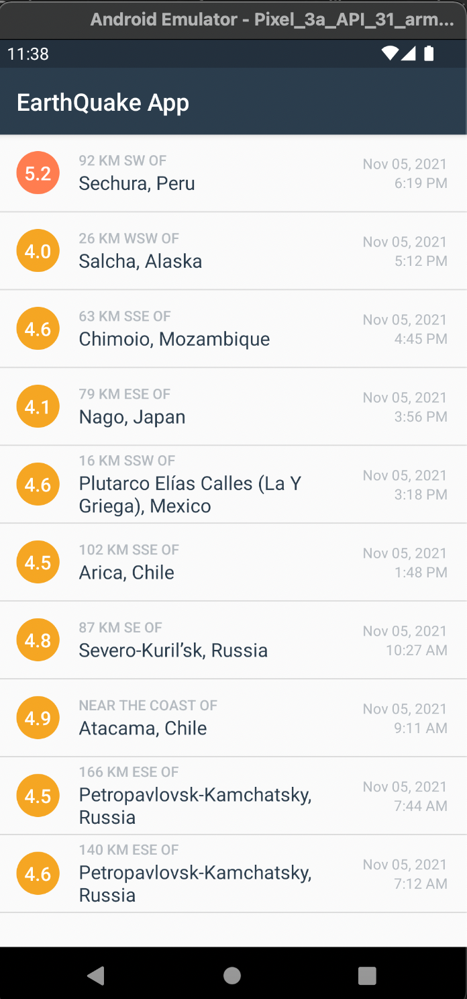 Android Emulator - Pixel_3a_API_31_arm...
11:38
EarthQuake App
5.2
92 KM SW OF
Sechura, Peru
Nov 05, 2021
6:19 PM
4.0
26 KM WSW OF
Salcha, Alaska
Nov 05, 2021
5:12 PM
4.6
63 KM SSE OF
Chimoio, Mozambique
Nov 05, 2021
4:45 PM
4.1
79 KM ESE OF
Nago, Japan
Nov 05, 2021
3:56 PM
4.6
16 KM SSW OF
Plutarco Elías Calles (La Y
Griega), Mexico
Nov 05, 2021
3:18 PM
4.5
102 KM SSE OF
Arica, Chile
Nov 05, 2021
1:48 PM
4.8
87 KM SE OF
Severo-Kuril’sk, Russia
Nov 05, 2021
10:27 AM
4.9
NEAR THE COAST OF
Atacama, Chile
Nov 05, 2021
9:11 AM
4.5
166 KM ESE OF
Petropavlovsk-Kamchatsky,
Russia
Nov 05, 2021
7:44 AM
4.6
140 KM ESE OF
Petropavlovsk-Kamchatsky,
Russia
Nov 05, 2021
7:12 AM